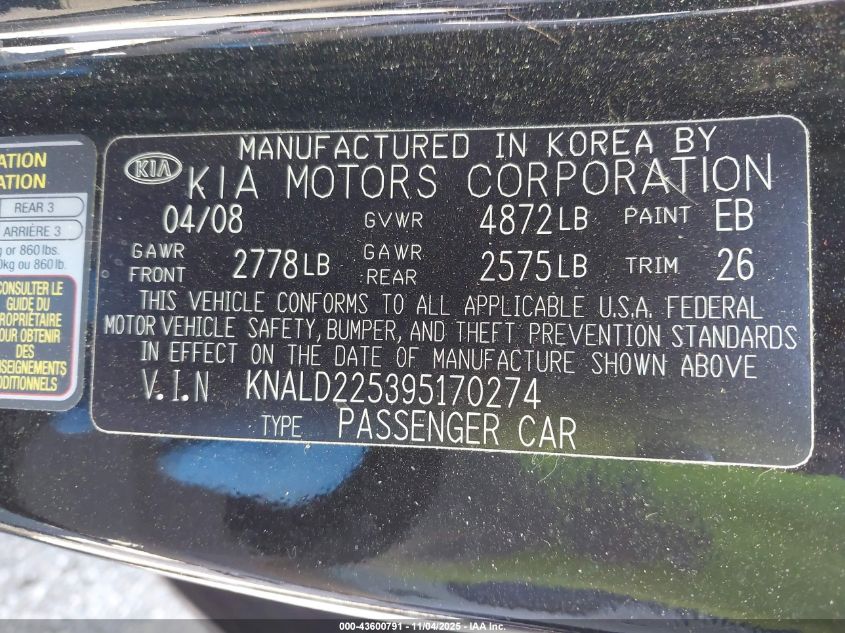 ATION
ATION
REAR 3
ARRIÈRE 3
or 860 lbs.
kg ou 860 lb.
CONSULTER LE
GUIDE DU
PROPRIÉTAIRE
POUR OBTENIR
DES
MANUFACTURED IN KOREA BY
KIA KIA MOTORS CORPORATION
04/08 GVWR 4872LB PAINT EB
GAWR FRONT 2778LB GAWR REAR 2575LB TRIM 26
THIS VEHICLE CONFORMS TO ALL APPLICABLE U.S.A. FEDERAL
MOTOR VEHICLE SAFETY, BUMPER, AND THEFT PREVENTION STANDARDS
IN EFFECT ON THE DATE OF MANUFACTURE SHOWN ABOVE
V.I.N KNALD225395170274
TYPE PASSENGER CAR
000-43600791 - 11/04/2025 - IAA Inc.